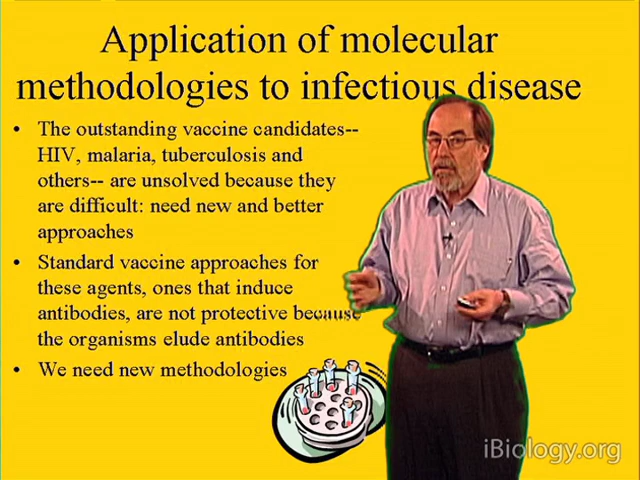 Application of molecular
methodologies to infectious disease
• The outstanding vaccine candidates--
HIV, malaria, tuberculosis and
others-- are unsolved because they
are difficult: need new and better
approaches
• Standard vaccine approaches for
these agents, ones that induce
antibodies, are not protective because
the organisms elude antibodies
• We need new methodologies
iBiology.org